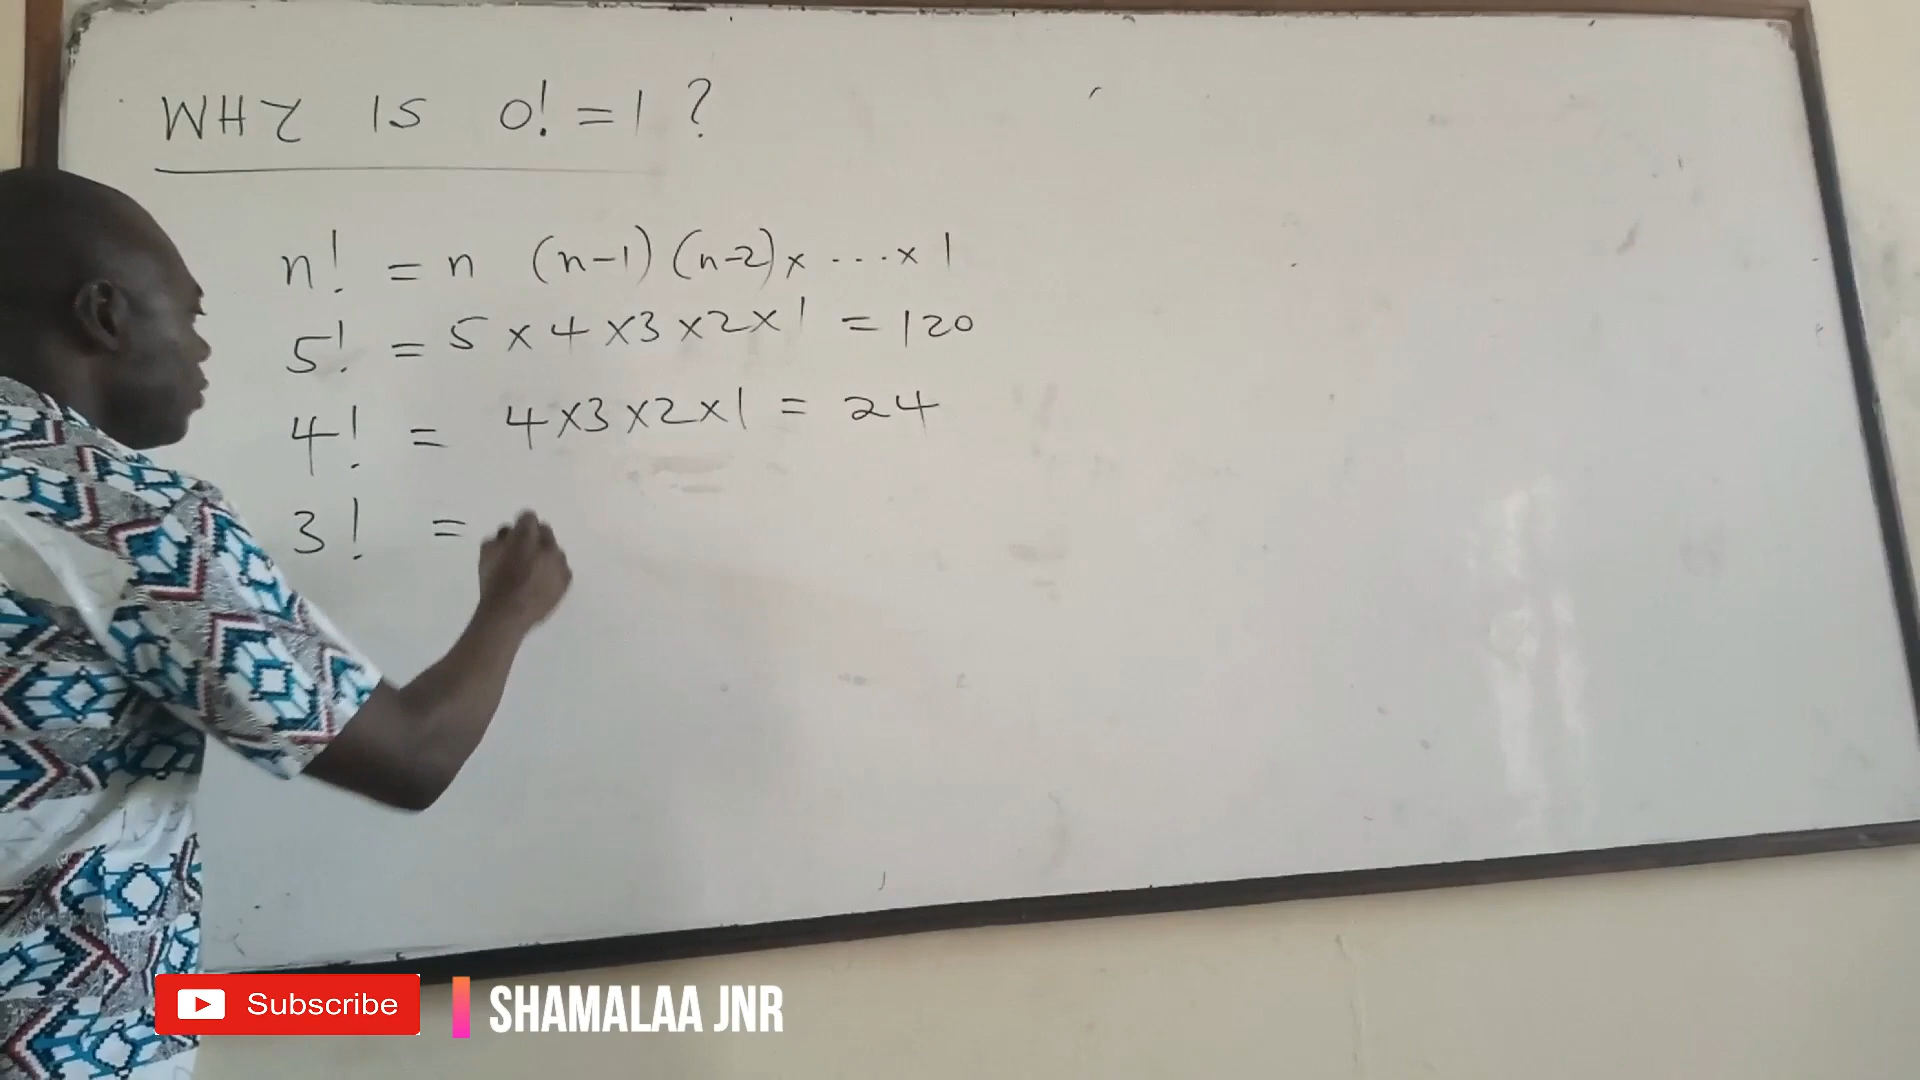 WHY IS 0! = 1 ?
n! = n (n-1) (n-2) x ... x 1
5! = 5 x 4 x 3 x 2 x 1 = 120
4! = 4 x 3 x 2 x 1 = 24
3! =
Subscribe
SHAMALAA JNR